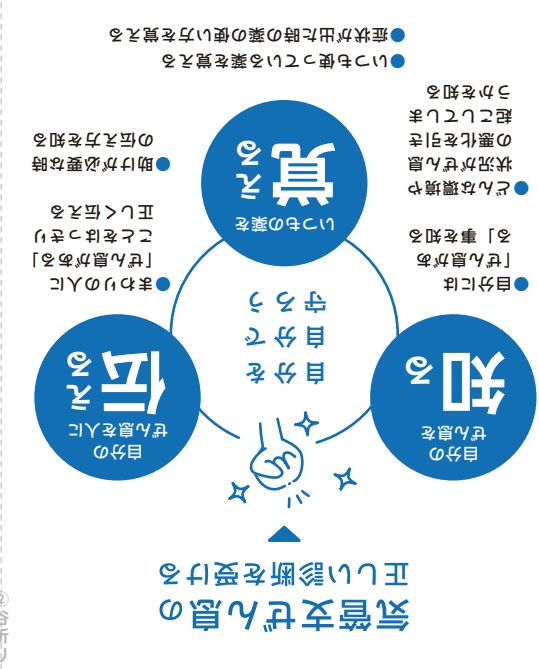 気管支ぜん息の
正しい診断を受ける
自分の
ぜん息を
知る
●自分には
「ぜん息があ
る」事を知る
●どんな環境や
状況がぜん息
の悪化を引き
起こしてしま
うかを知る
自分を
自分で
守ろう
自分の
ぜん息を人に
伝える
●まわりの人に
「ぜん息がある」
ことをはっきり
正しく伝える
●助けが必要な時
の伝え方を知る
いつもの薬を
覚える
●いつも使っている薬を覚える
●症状が出た時の薬の使い方を覚える
②谷折り